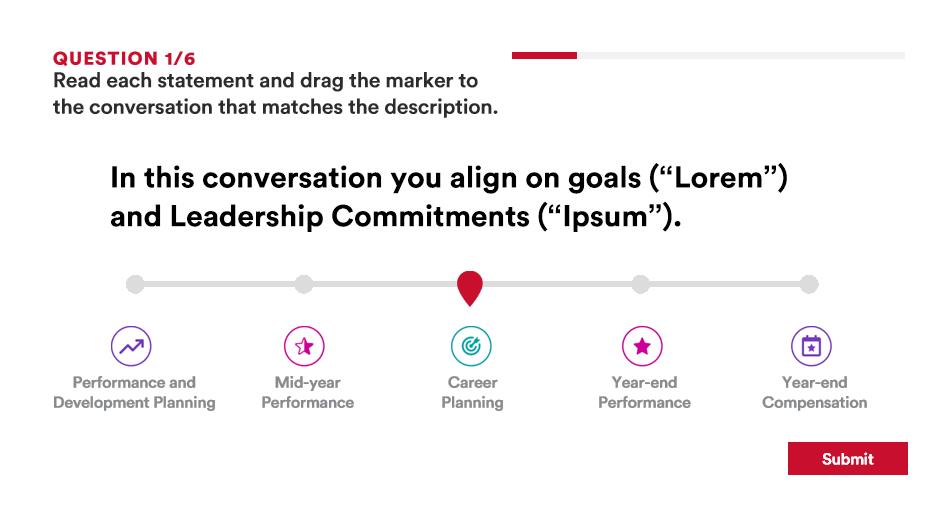 QUESTION 1/6
Read each statement and drag the marker to
the conversation that matches the description.
In this conversation you align on goals (“Lorem”)
and Leadership Commitments (“Ipsum”).
Performance and
Development Planning
Mid-year
Performance
Career
Planning
Year-end
Performance
Year-end
Compensation
Submit